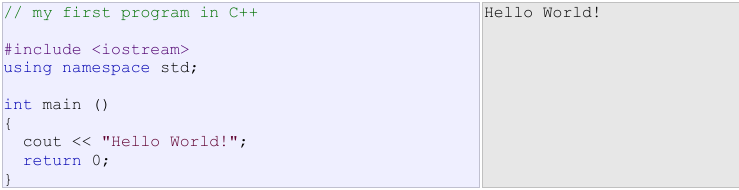 // my first program in C++
#include <iostream>
using namespace std;
int main ()
{
  cout << "Hello World!";
  return 0;
}
Hello World!